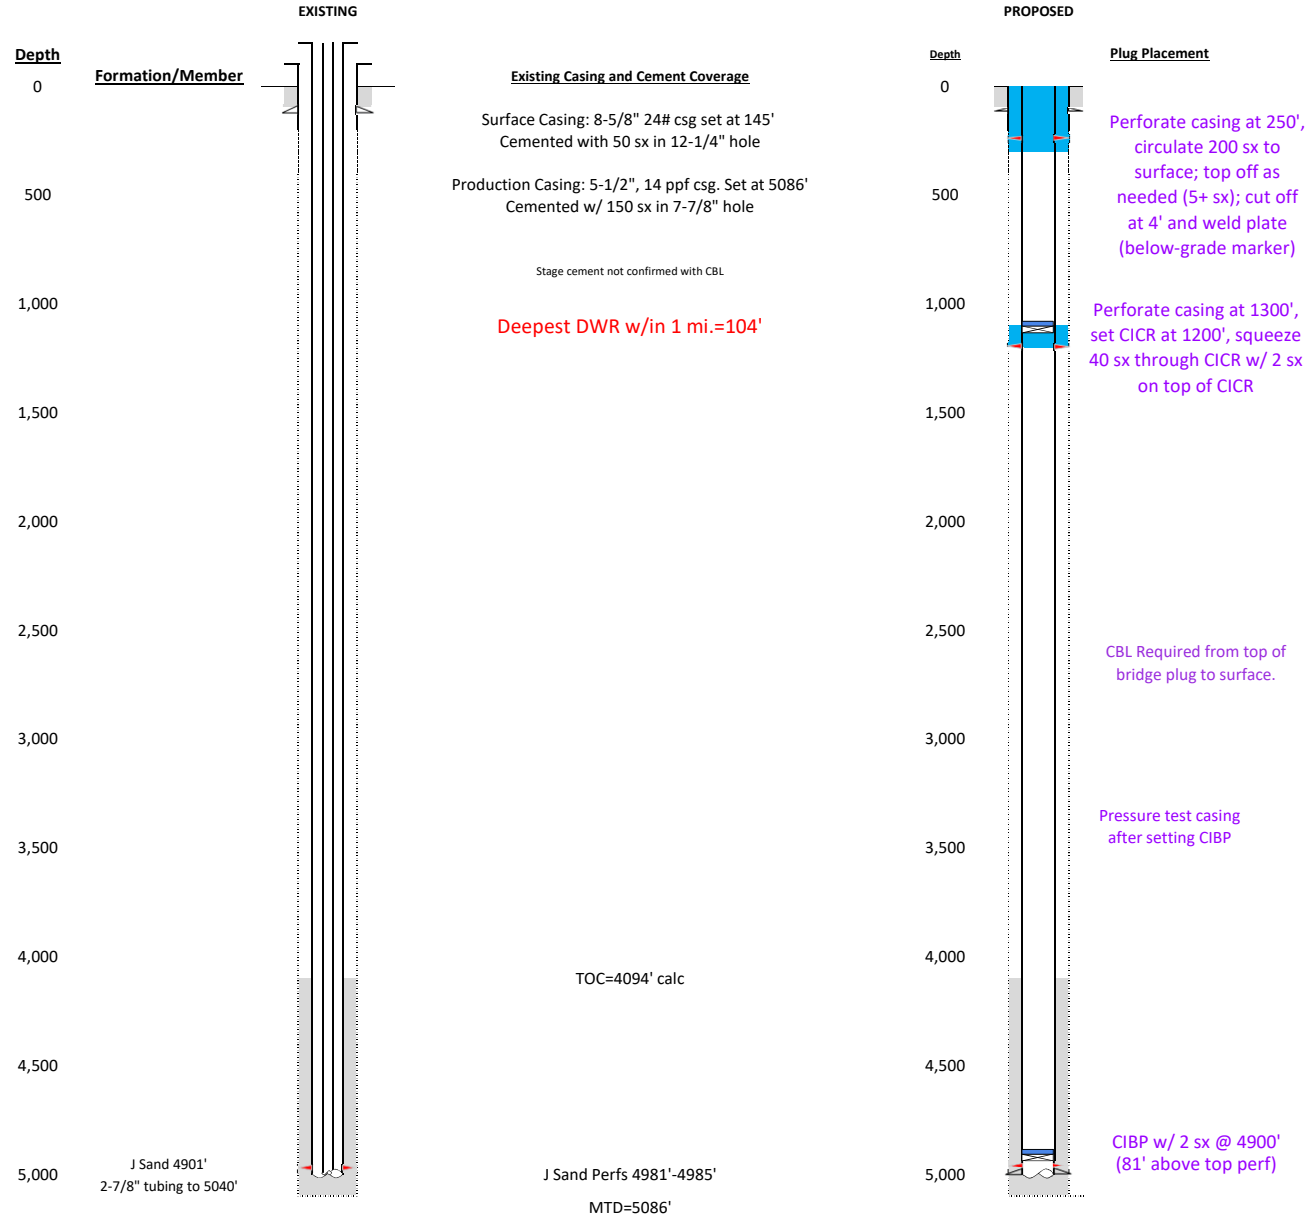 EXISTING
Depth
Formation/Member
Existing Casing and Cement Coverage
0
Surface Casing: 8-5/8" 24# csg set at 145'
Cemented with 50 sx in 12-1/4" hole
Production Casing: 5-1/2", 14 ppf csg. Set at 5086'
500
Cemented w/ 150 sx in 7-7/8" hole
Stage cement not confirmed with CBL
1,000
Deepest DWR w/in 1 mi.=104'
1,500
2,000
2,500
3,000
3,500
4,000
TOC=4094' calc
4,500
J Sand 4901'
5,000
2-7/8" tubing to 5040'
J Sand Perfs 4981'-4985'
MTD=5086'
PROPOSED
Depth
Plug Placement
0
Perforate casing at 250',
circulate 200 sx to
surface; top off as
500
needed (5+ sx); cut off
at 4' and weld plate
(below-grade marker)
1,000
Perforate casing at 1300',
set CICR at 1200', squeeze
40 sx through CICR w/ 2 sx
on top of CICR
1,500
2,000
2,500
CBL Required from top of
bridge plug to surface.
3,000
Pressure test casing
after setting CIBP
3,500
4,000
4,500
CIBP w/ 2 sx @ 4900'
(81' above top perf)
5,000